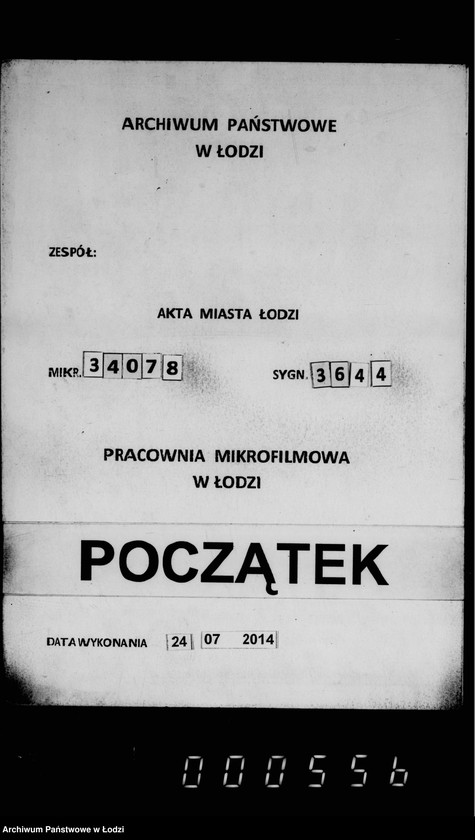 ARCHIWUM PAŃSTWOWE
W ŁODZI
ZESPÓŁ:
AKTA MIASTA ŁODZI
MIKR. 34078 SYGN. 3644
PRACOWNIA MIKROFILMOWA
W ŁODZI
POCZĄTEK
DATA WYKONANIA 24 07 2014
000556
Archiwum Państwowe w Łodzi